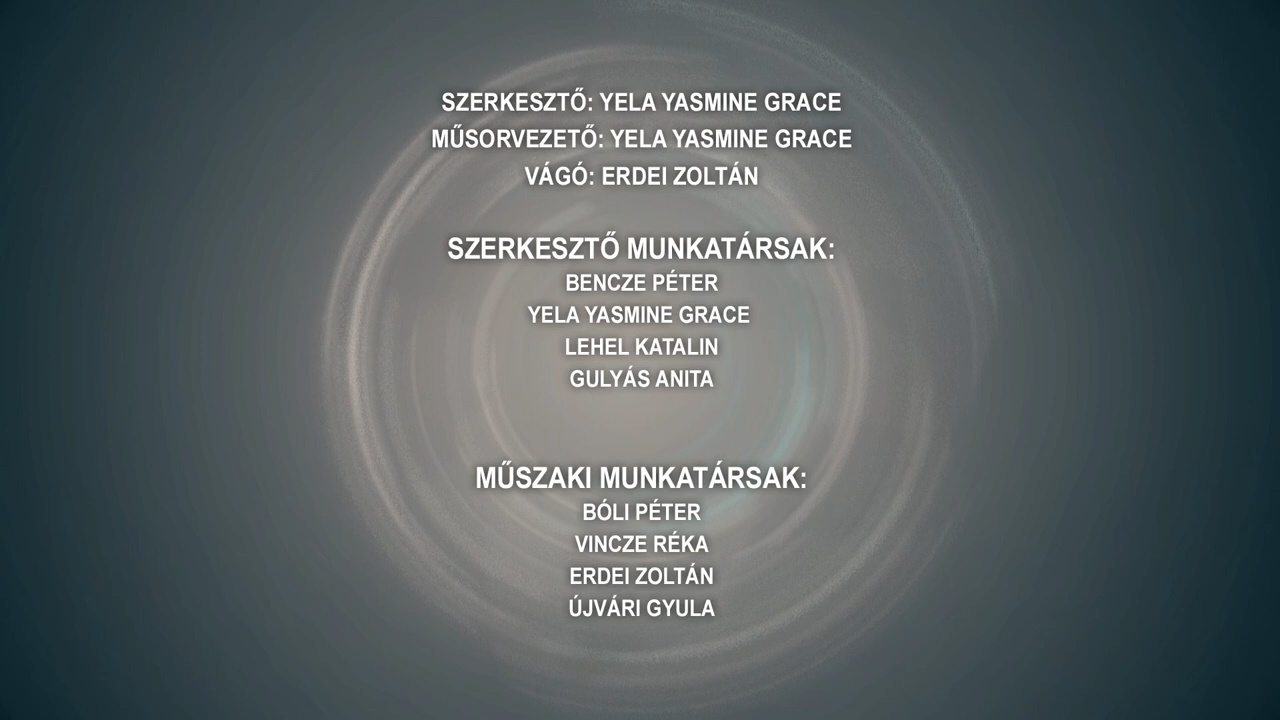 SZERKESZTŐ: YELA YASMINE GRACE
MŰSORVEZETŐ: YELA YASMINE GRACE
VÁGÓ: ERDEI ZOLTÁN
SZERKESZTŐ MUNKATÁRSAK:
BENCZE PÉTER
YELA YASMINE GRACE
LEHEL KATALIN
GULYÁS ANITA
MŰSZAKI MUNKATÁRSAK:
BÓLI PÉTER
VINCZE RÉKA
ERDEI ZOLTÁN
ÚJVÁRI GYULA